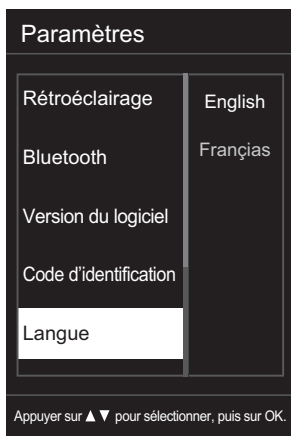 Paramètres
Rétroéclairage
English
Bluetooth
Françias
Version du logiciel
Code d'identification
Langue
Appuyer sur ▲▼ pour sélectionner, puis sur OK.